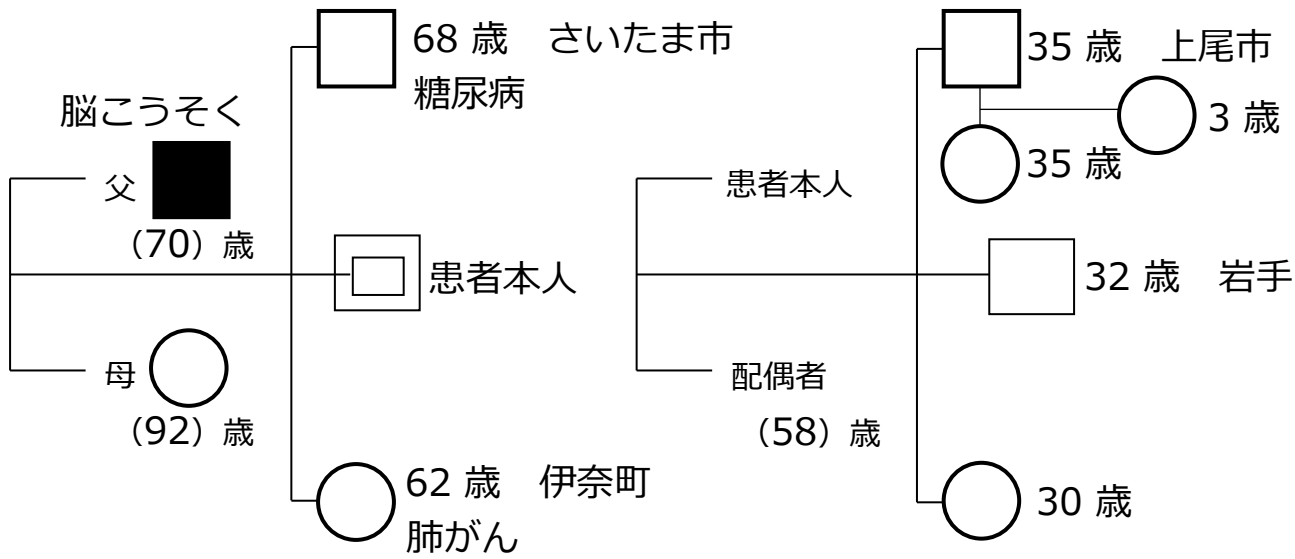 脳こうそく
父
（70）歳
母
（92）歳
68 歳　さいたま市
糖尿病
患者本人
62 歳　伊奈町
肺がん
患者本人
配偶者
（58）歳
35 歳　上尾市
3 歳
35 歳
32 歳　岩手
30 歳